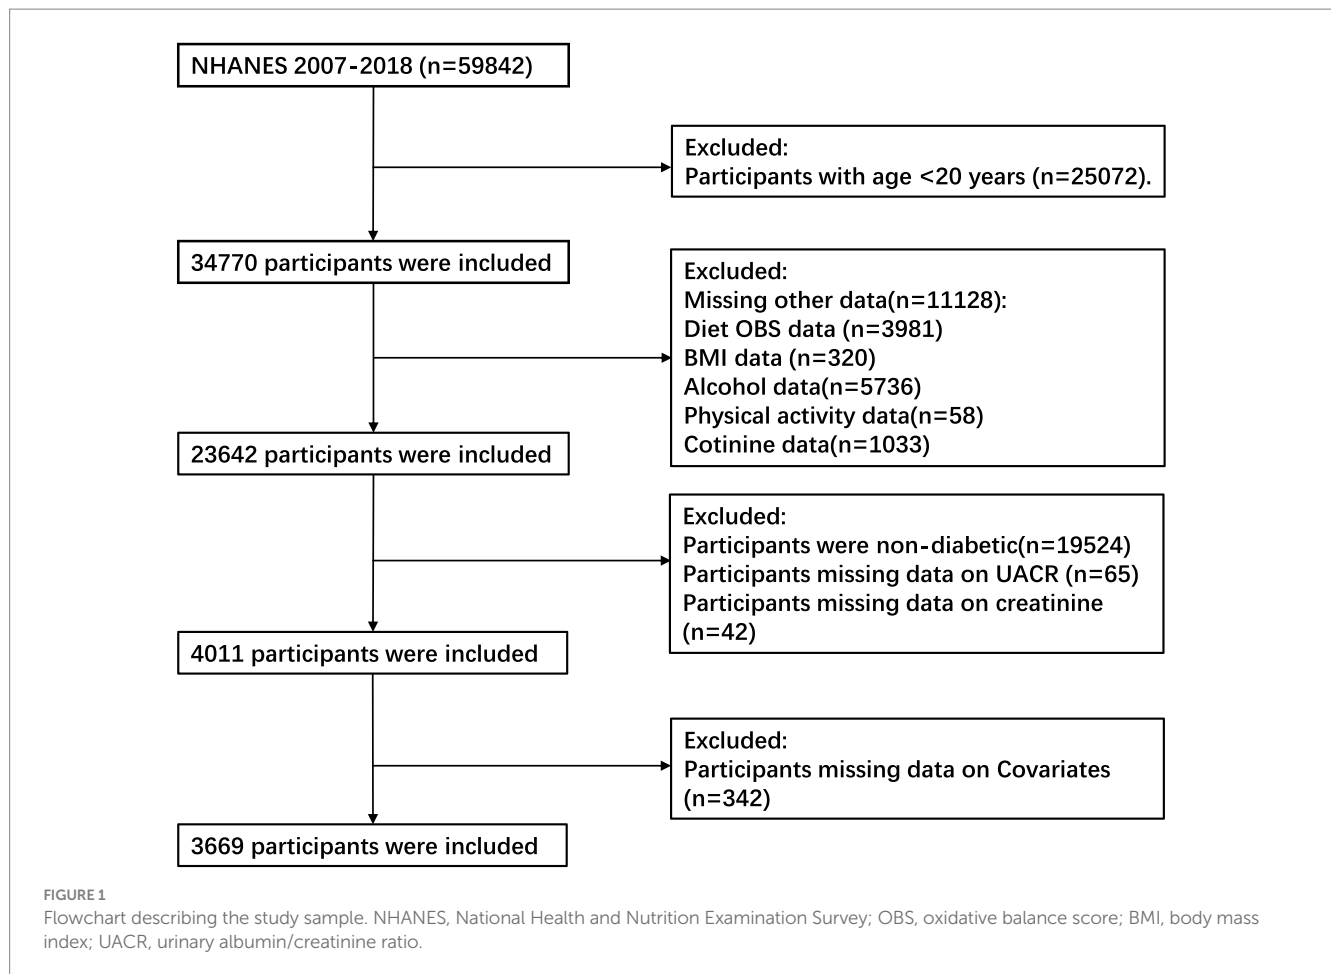 NHANES 2007-2018 (n=59842)
Excluded:
Participants with age <20 years (n=25072).
34770 participants were included
Excluded:
Missing other data(n=11128):
Diet OBS data (n=3981)
BMI data (n=320)
Alcohol data(n=5736)
Physical activity data(n=58)
Cotinine data(n=1033)
23642 participants were included
Excluded:
Participants were non-diabetic(n=19524)
Participants missing data on UACR (n=65)
Participants missing data on creatinine
(n=42)
4011 participants were included
Excluded:
Participants missing data on Covariates
(n=342)
3669 participants were included
FIGURE 1
Flowchart describing the study sample. NHANES, National Health and Nutrition Examination Survey; OBS, oxidative balance score; BMI, body mass
index; UACR, urinary albumin/creatinine ratio.